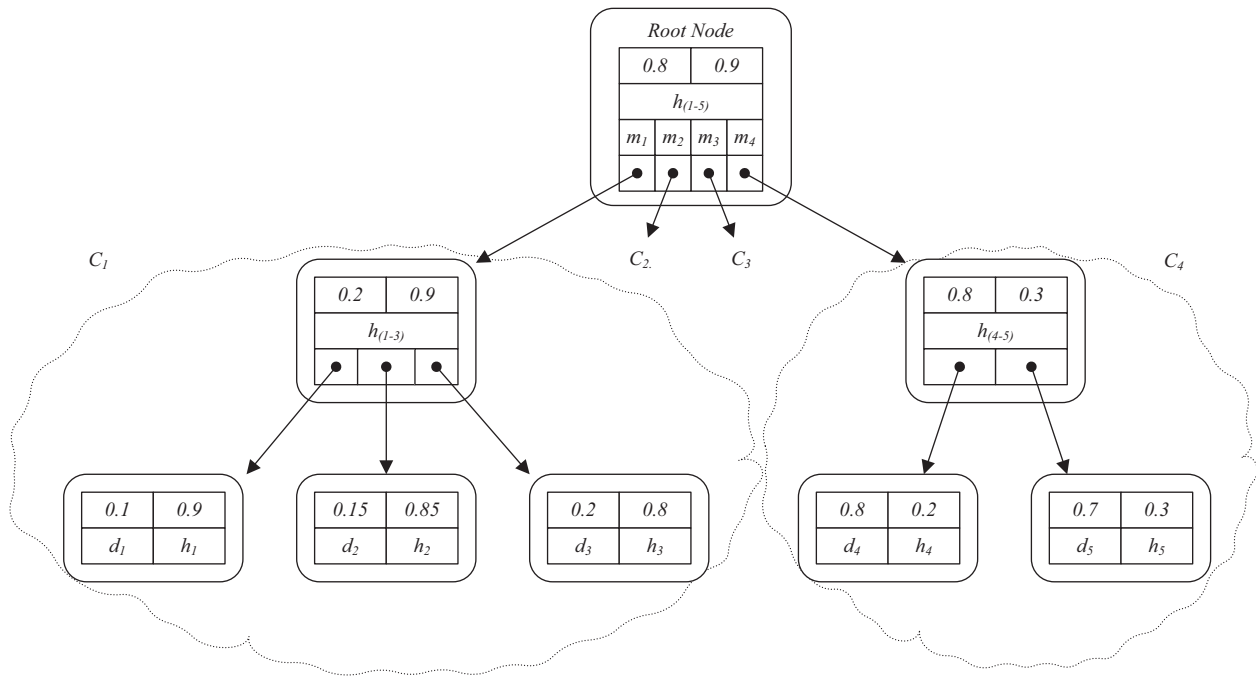 Root Node
0.8 0.9
h(1-5)
m1 m2 m3 m4
C1 C2. C3 C4
0.2 0.9 0.8 0.3
h(1-3) h(4-5)
0.1 0.9 0.15 0.85 0.2 0.8 0.8 0.2 0.7 0.3
d1 h1 d2 h2 d3 h3 d4 h4 d5 h5